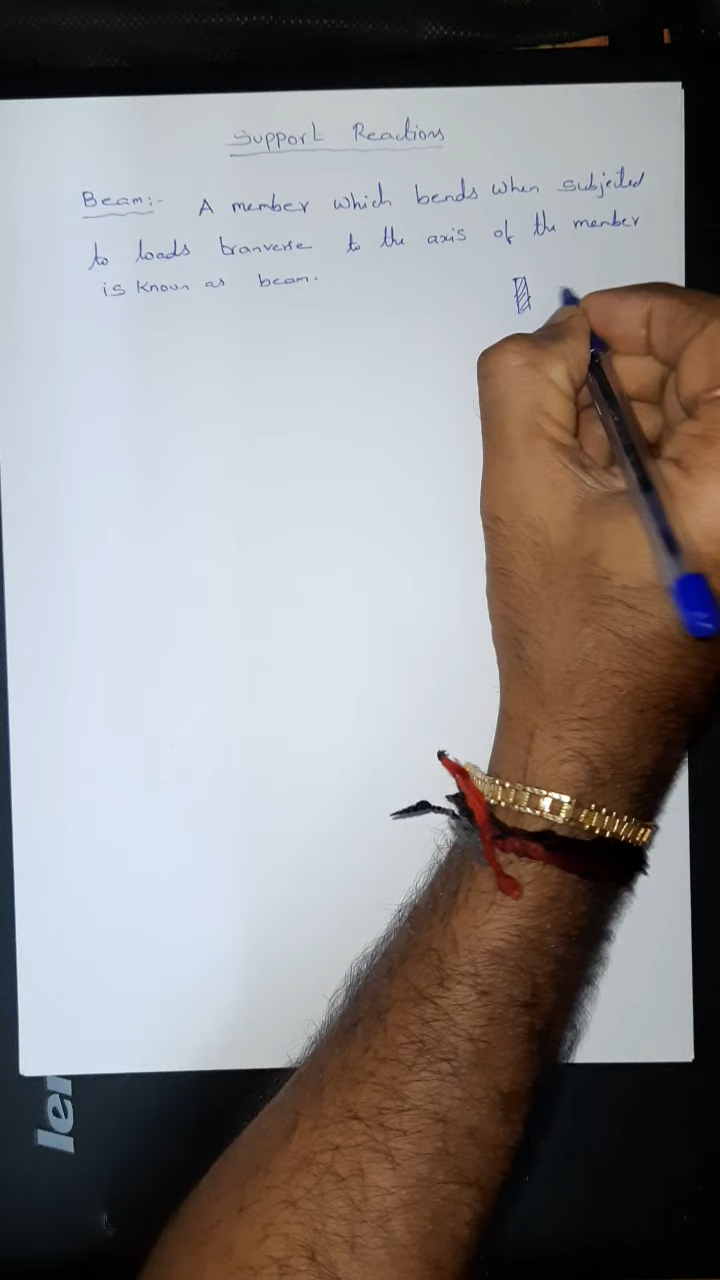 Support Reactions
Beam:- A member which bends when subjected
to loads tranverse to the axis of the member
is known as beam.
len